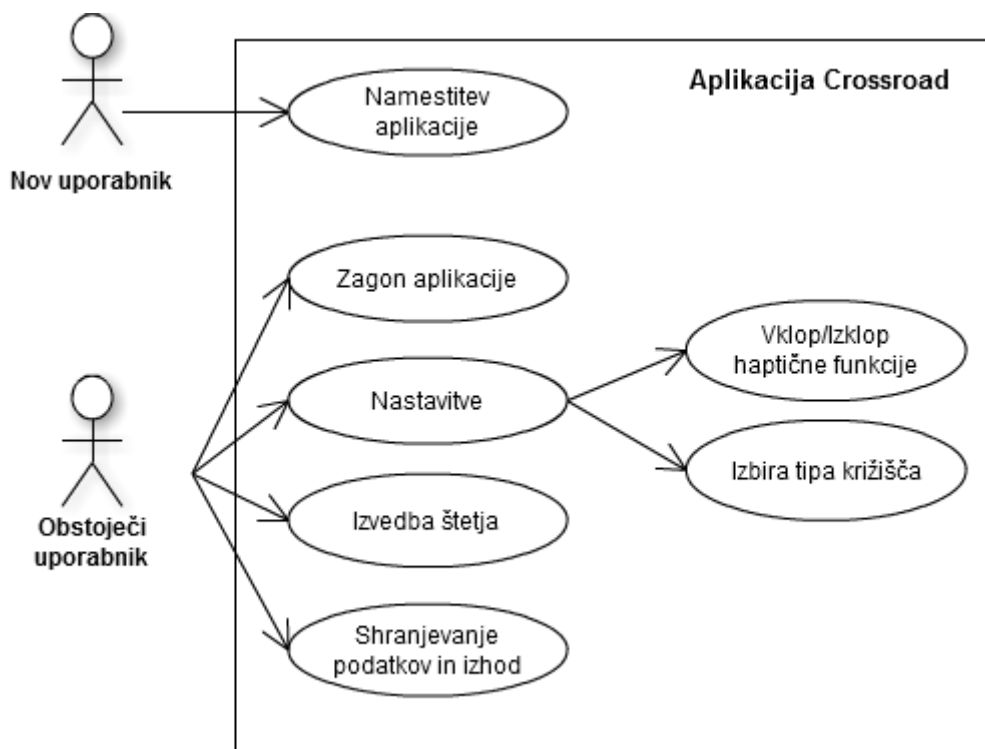 Aplikacija Crossroad
Namestitev
aplikacije
Nov uporabnik
Zagon aplikacije
Vklop/Izklop
haptične funkcije
Nastavitve
Izbira tipa križišča
Obstoječi
uporabnik
Izvedba štetja
Shranjevanje
podatkov in izhod